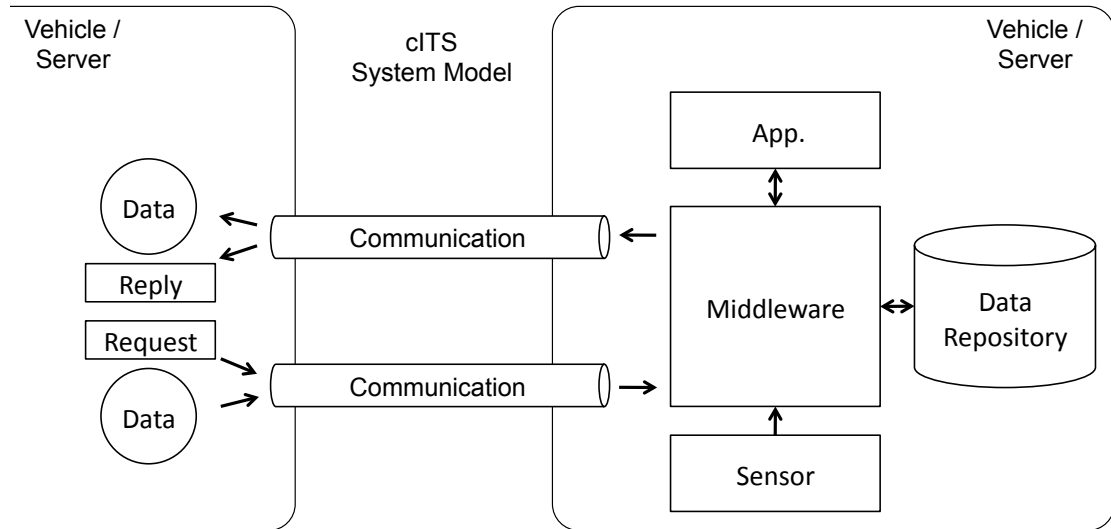 Vehicle /
Server
cITS
System Model
Vehicle /
Server
App.
Data
Communication
Reply
Middleware
Data
Repository
Request
Communication
Data
Sensor